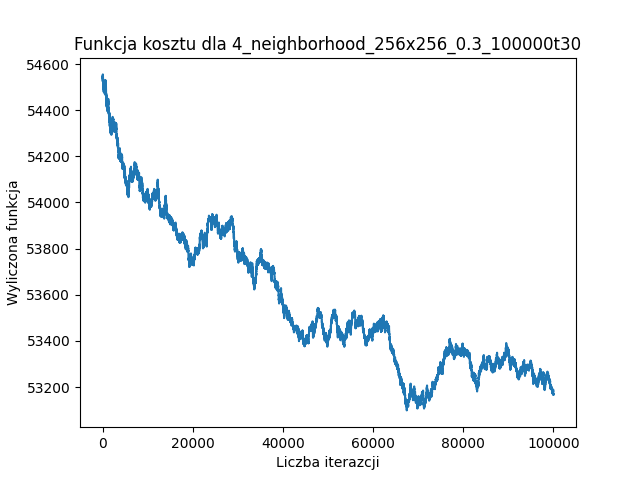 Funkcja kosztu dla 4_neighborhood_256x256_0.3_100000t30
54600
54400
54200
54000
53800
53600
53400
53200
Wyliczona funkcja
0 20000 40000 60000 80000 100000
Liczba iterazcji